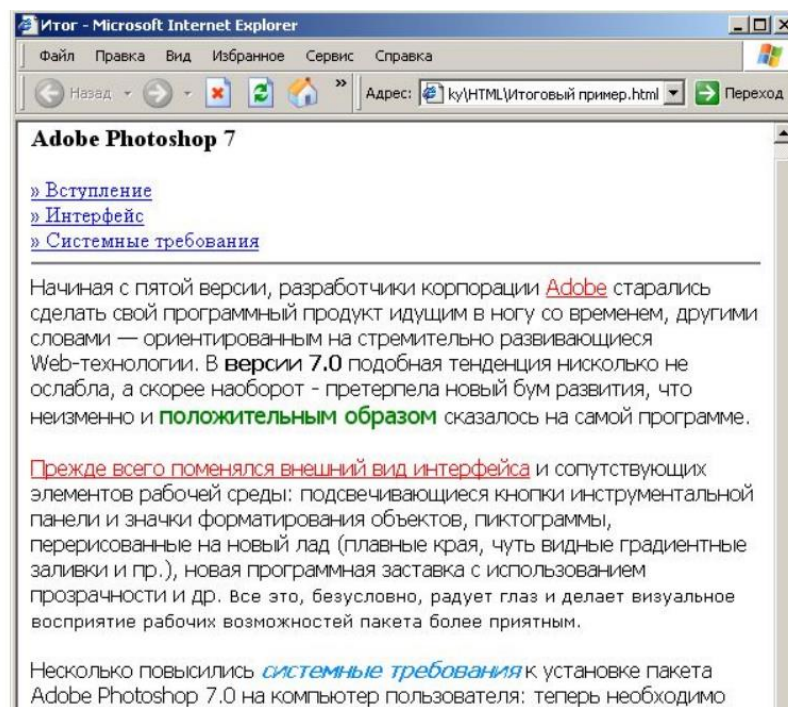 Итог - Microsoft Internet Explorer
Файл Правка Вид Избранное Сервис Справка
Назад » Адрес: ky\HTML\Итоговый пример.html Переход
Adobe Photoshop 7
» Вступление
» Интерфейс
» Системные требования
Начиная с пятой версии, разработчики корпорации Adobe старались
сделать свой программный продукт идущим в ногу со временем, другими
словами — ориентированным на стремительно развивающиеся
Web-технологии. В версии 7.0 подобная тенденция нисколько не
ослабла, а скорее наоборот - претерпела новый бум развития, что
неизменно и положительным образом сказалось на самой программе.
Прежде всего поменялся внешний вид интерфейса и сопутствующих
элементов рабочей среды: подсвечивающиеся кнопки инструментальной
панели и значки форматирования объектов, пиктограммы,
перерисованные на новый лад (плавные края, чуть видные градиентные
заливки и пр.), новая программная заставка с использованием
прозрачности и др. Все это, безусловно, радует глаз и делает визуальное
восприятие рабочих возможностей пакета более приятным.
Несколько повысились системные требования к установке пакета
Adobe Photoshop 7.0 на компьютер пользователя: теперь необходимо